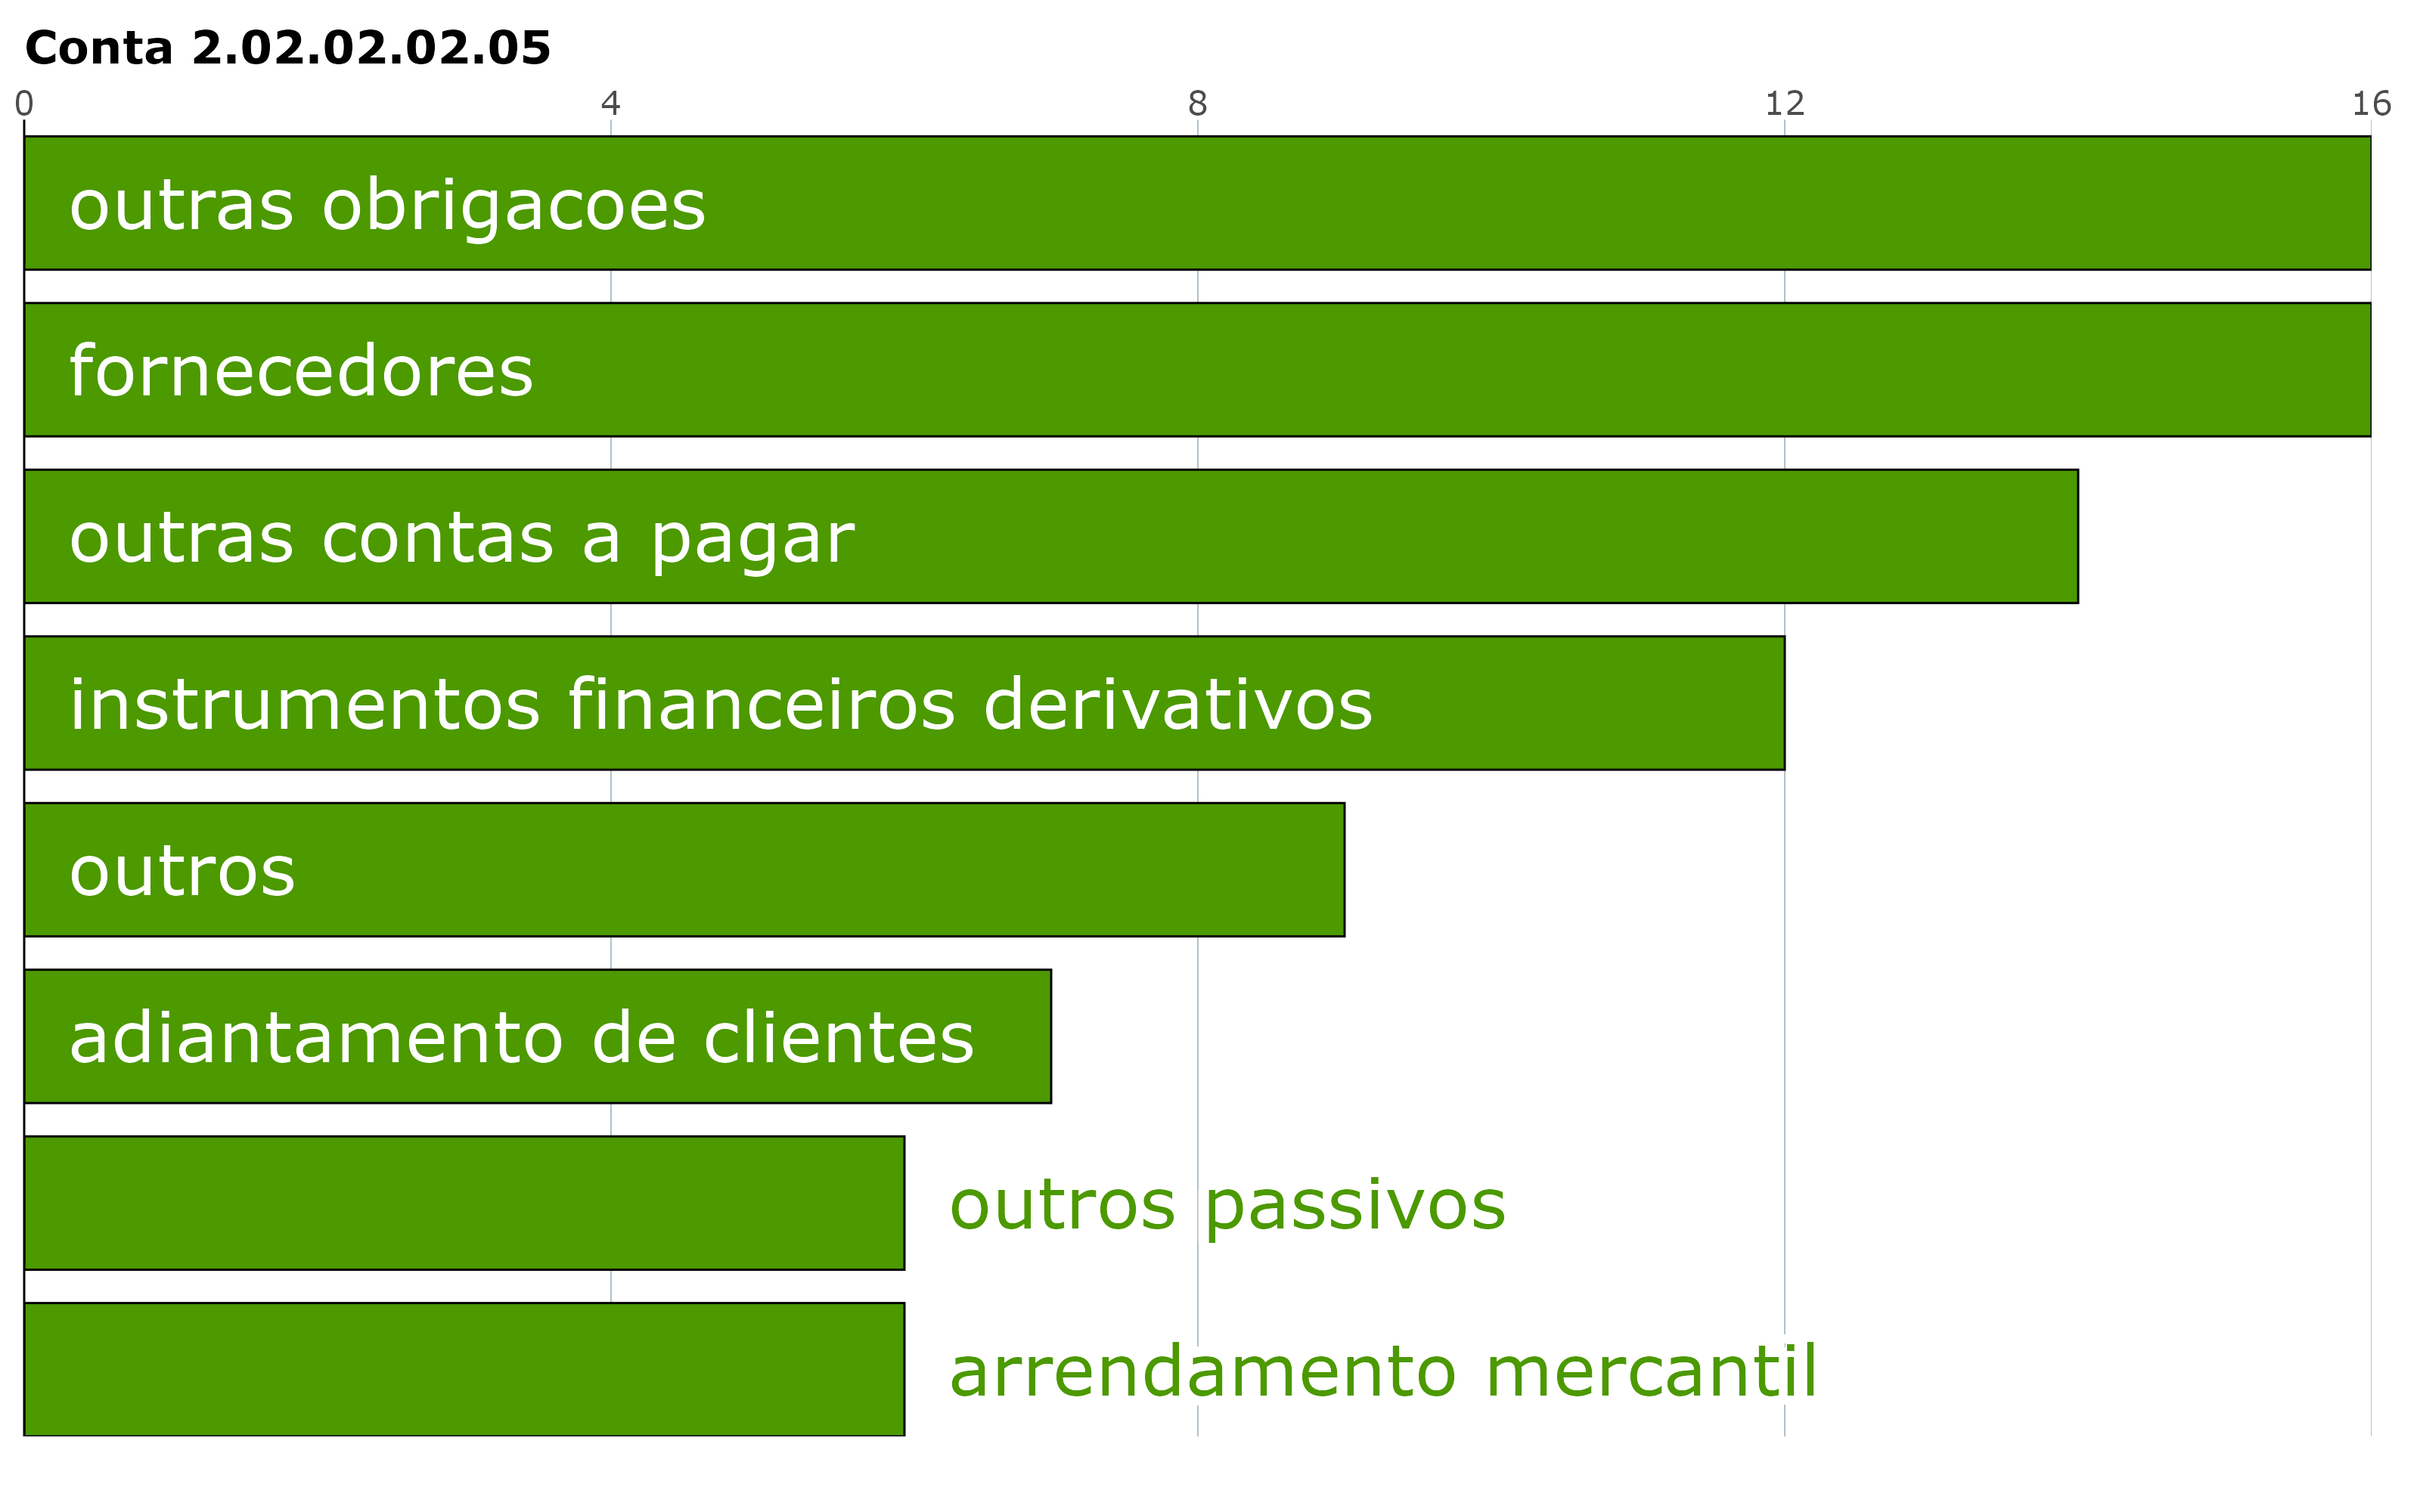 Conta 2.02.02.02.05
0 4 8 12 16
outras obrigacoes
fornecedores
outras contas a pagar
instrumentos financeiros derivativos
outros
adiantamento de clientes
outros passivos
arrendamento mercantil